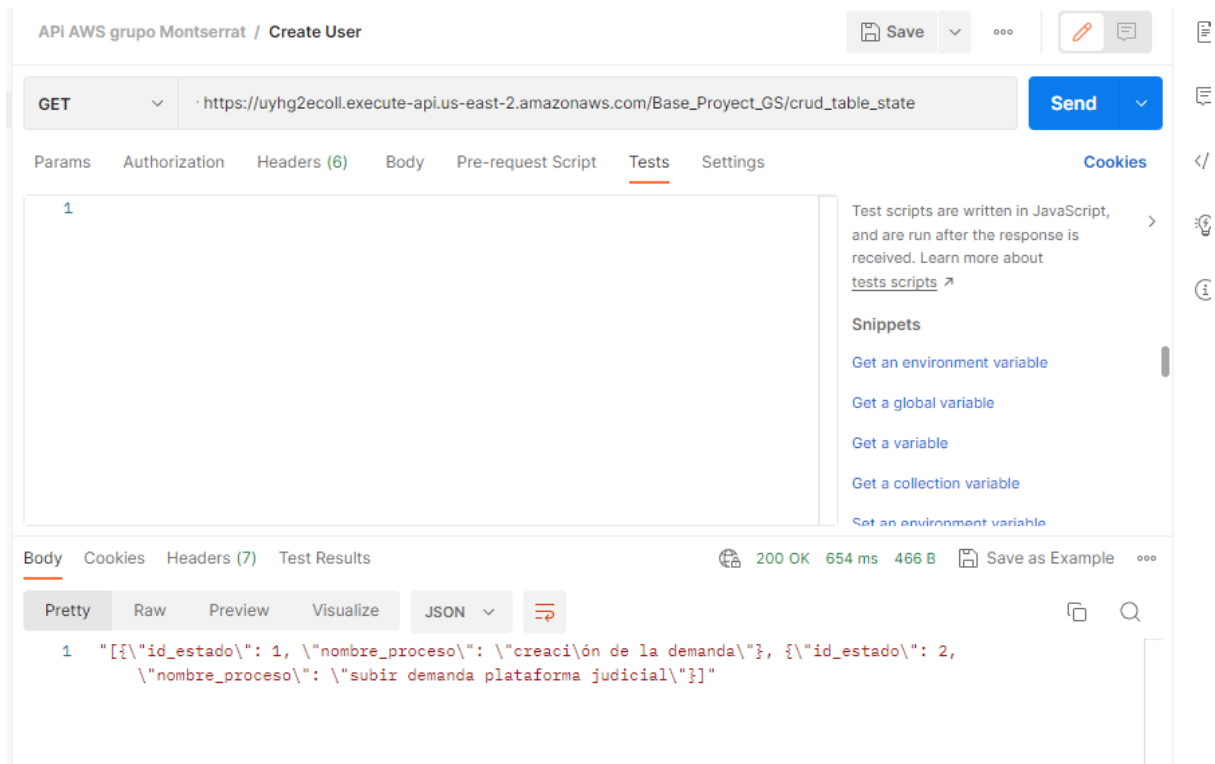 APi AWS grupo Montserrat / Create User
Save
GET
https://uyhg2ecoll.execute-api.us-east-2.amazonaws.com/Base_Proyect_GS/crud_table_state
Send
Params Authorization Headers (6) Body Pre-request Script Tests Settings Cookies
1
Test scripts are written in JavaScript,
and are run after the response is
received. Learn more about
tests scripts
Snippets
Get an environment variable
Get a global variable
Get a variable
Get a collection variable
Set an environment variable
Body Cookies Headers (7) Test Results 200 OK 654 ms 466 B Save as Example
Pretty Raw Preview Visualize JSON
1 "[{\"id_estado\": 1, \"nombre_proceso\": \"creaci\ón de la demanda\"}, {\"id_estado\": 2,
\"nombre_proceso\": \"subir demanda plataforma judicial\"}]"